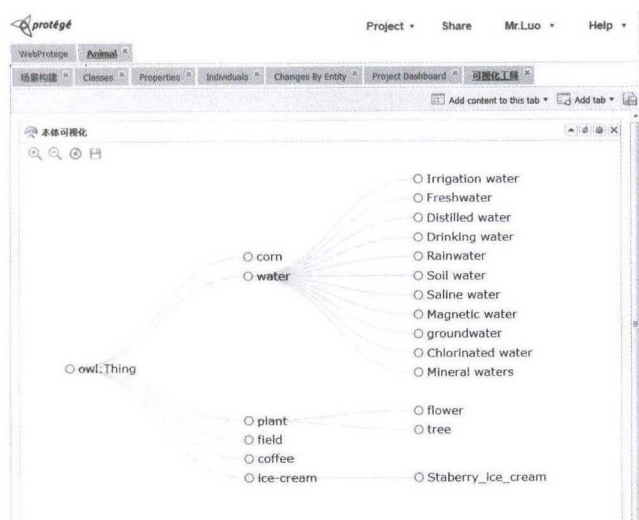 protégé
Project Share Mr.Luo Help
WebProtege Animal
场景构建 Classes Properties Individuals Changes By Entity Project Dashboard 可视化工具
Add content to this tab Add tab
本体可视化
Irrigation water
Freshwater
Distilled water
Drinking water
corn
Rainwater
water
Soil water
Saline water
Magnetic water
groundwater
Chlorinated water
owl:Thing
Mineral waters
flower
plant
tree
field
coffee
ice-cream
Staberry_ice_cream